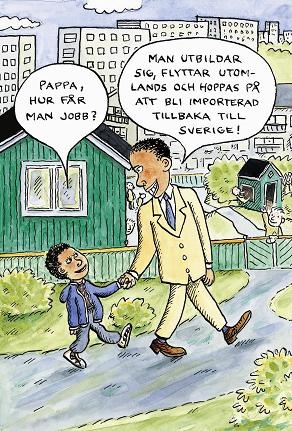 PAPPA,
HUR FÅR
MAN JOBB?
MAN UTBILDAR
SIG, FLYTTAR UTOM-
LANDS OCH HOPPAS PÅ
ATT BLI IMPORTERAD
TILLBAKA TILL
SVERIGE!